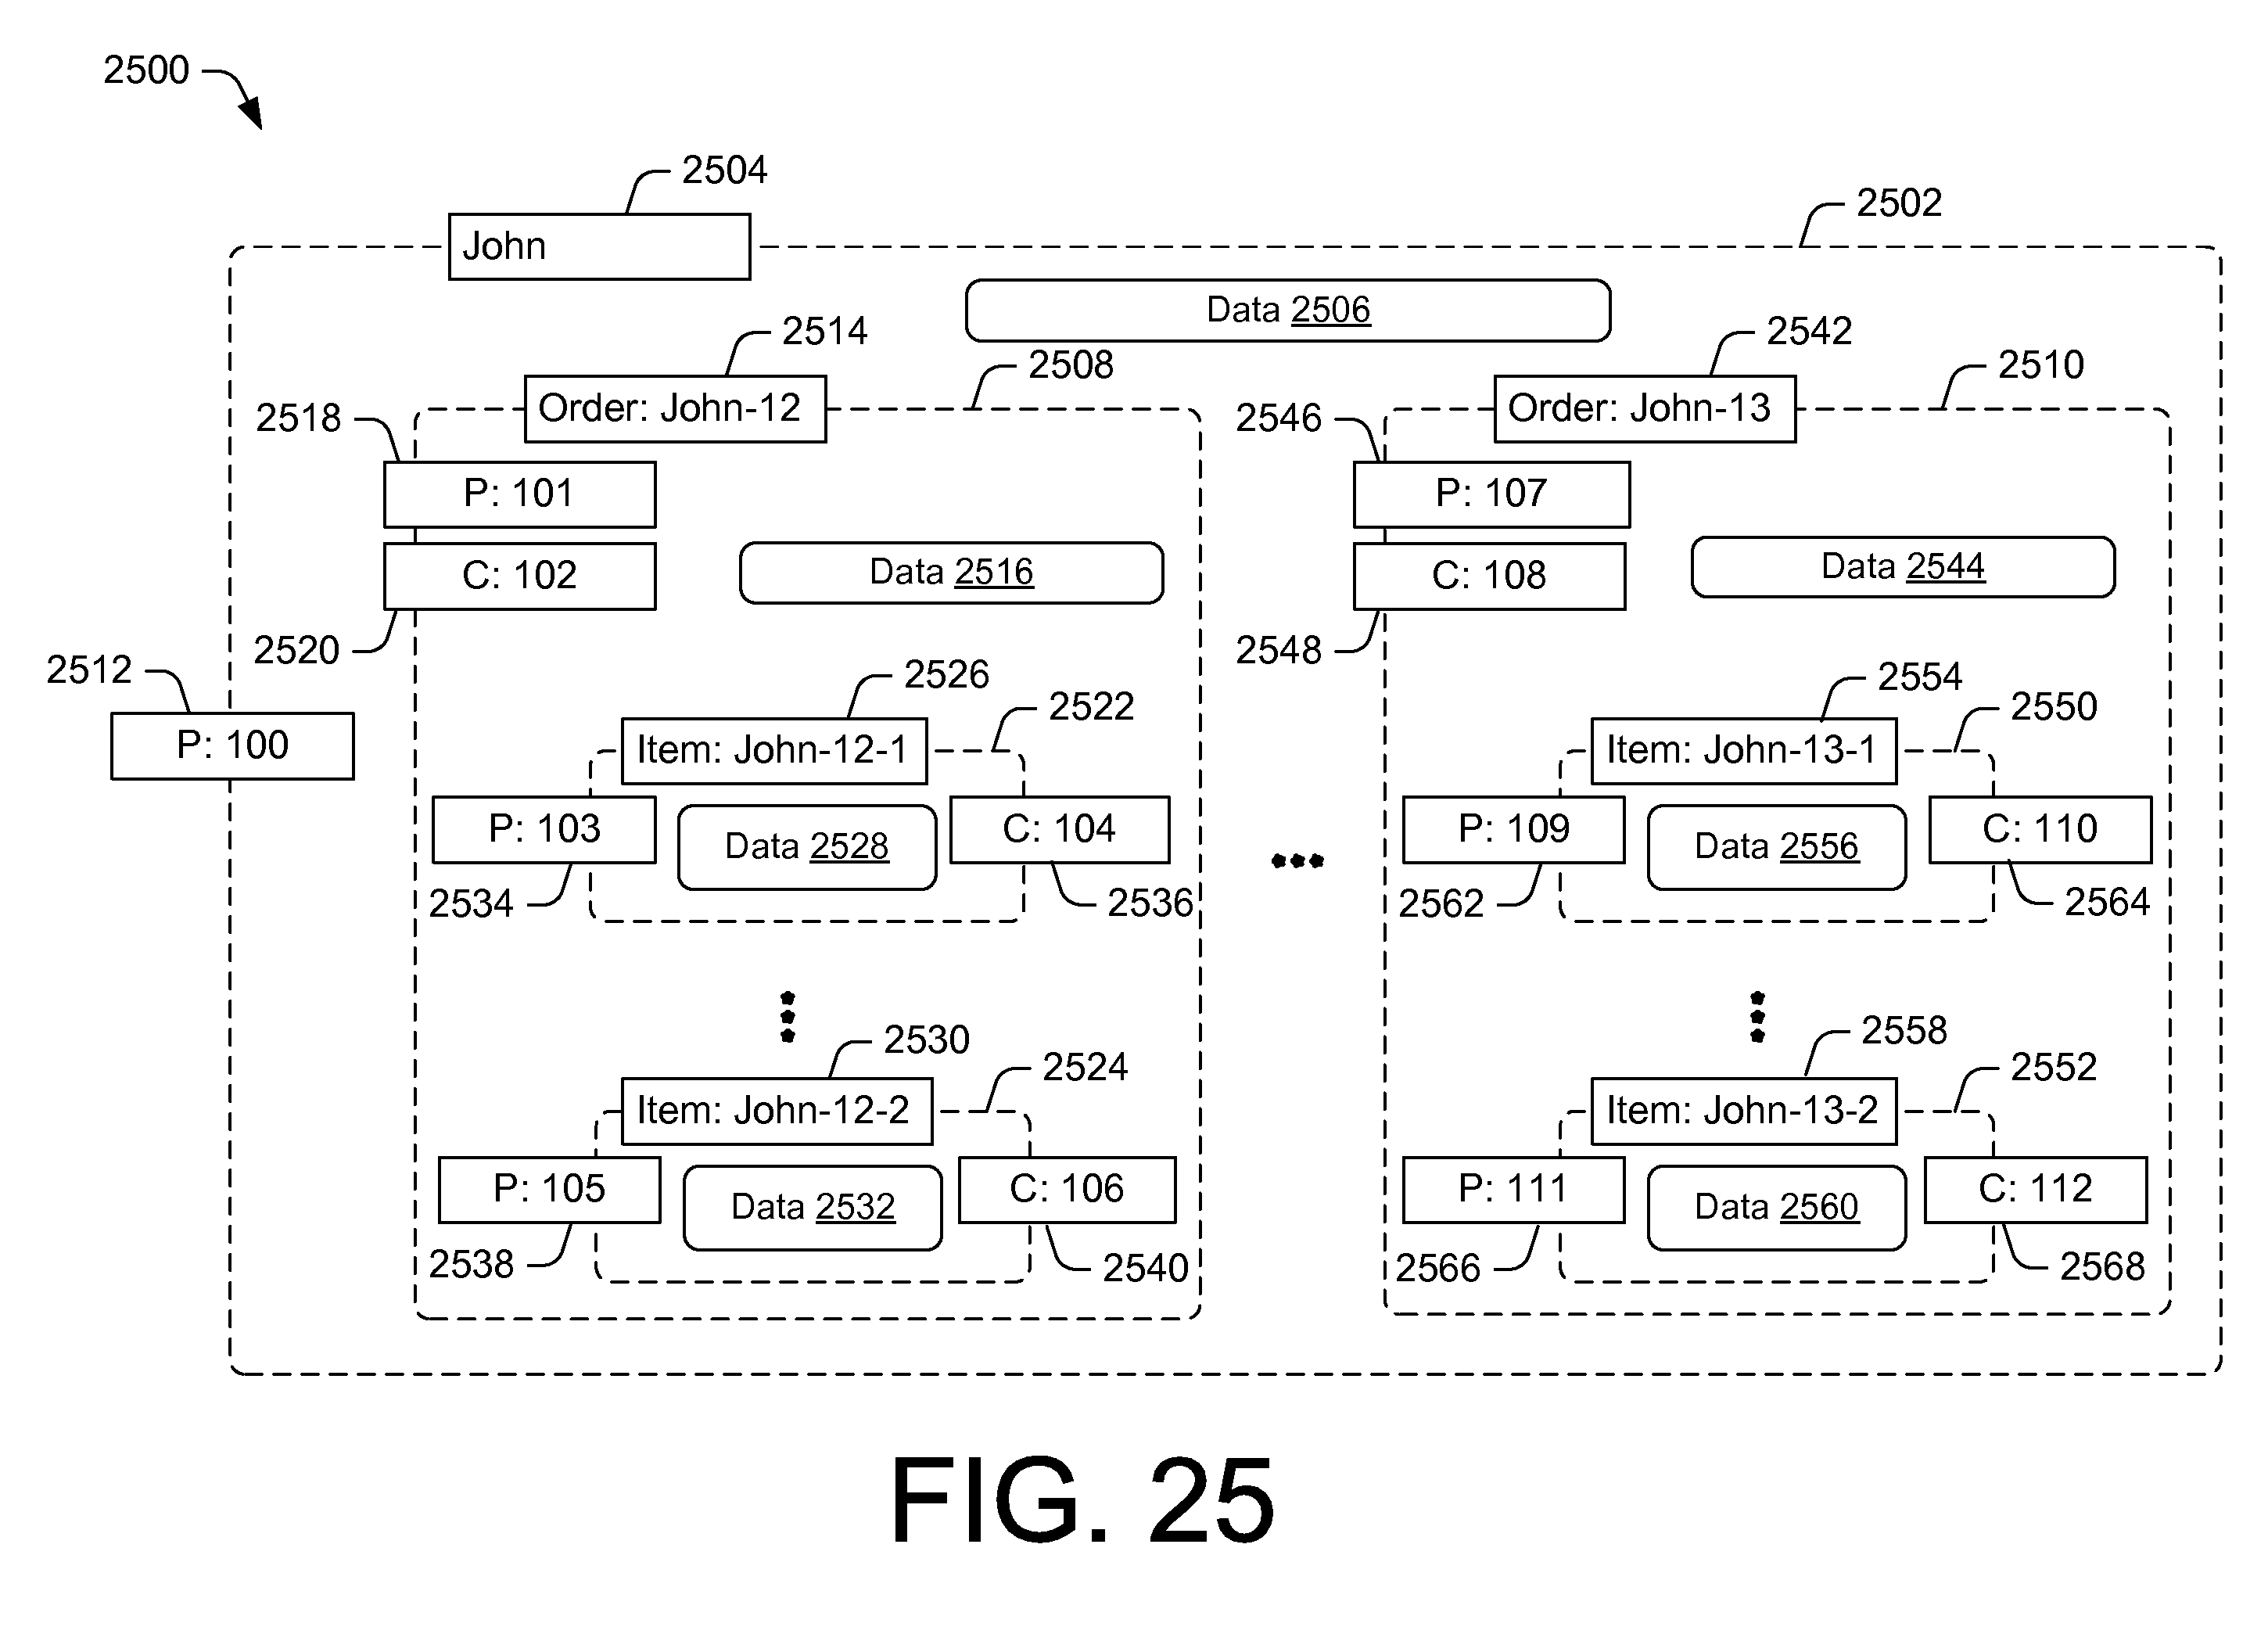 2500
2504
2502
John
Data 2506
2514
2508
2542
2510
Order: John-12
Order: John-13
2518
2546
P: 101
P: 107
C: 102
C: 108
Data 2516
Data 2544
2520
2548
2512
P: 100
2526
2522
2554
2550
Item: John-12-1
Item: John-13-1
P: 103
Data 2528
C: 104
P: 109
Data 2556
C: 110
2534
2536
2562
2564
2530
2524
2558
2552
Item: John-12-2
Item: John-13-2
P: 105
Data 2532
C: 106
P: 111
Data 2560
C: 112
2538
2540
2566
2568
FIG. 25